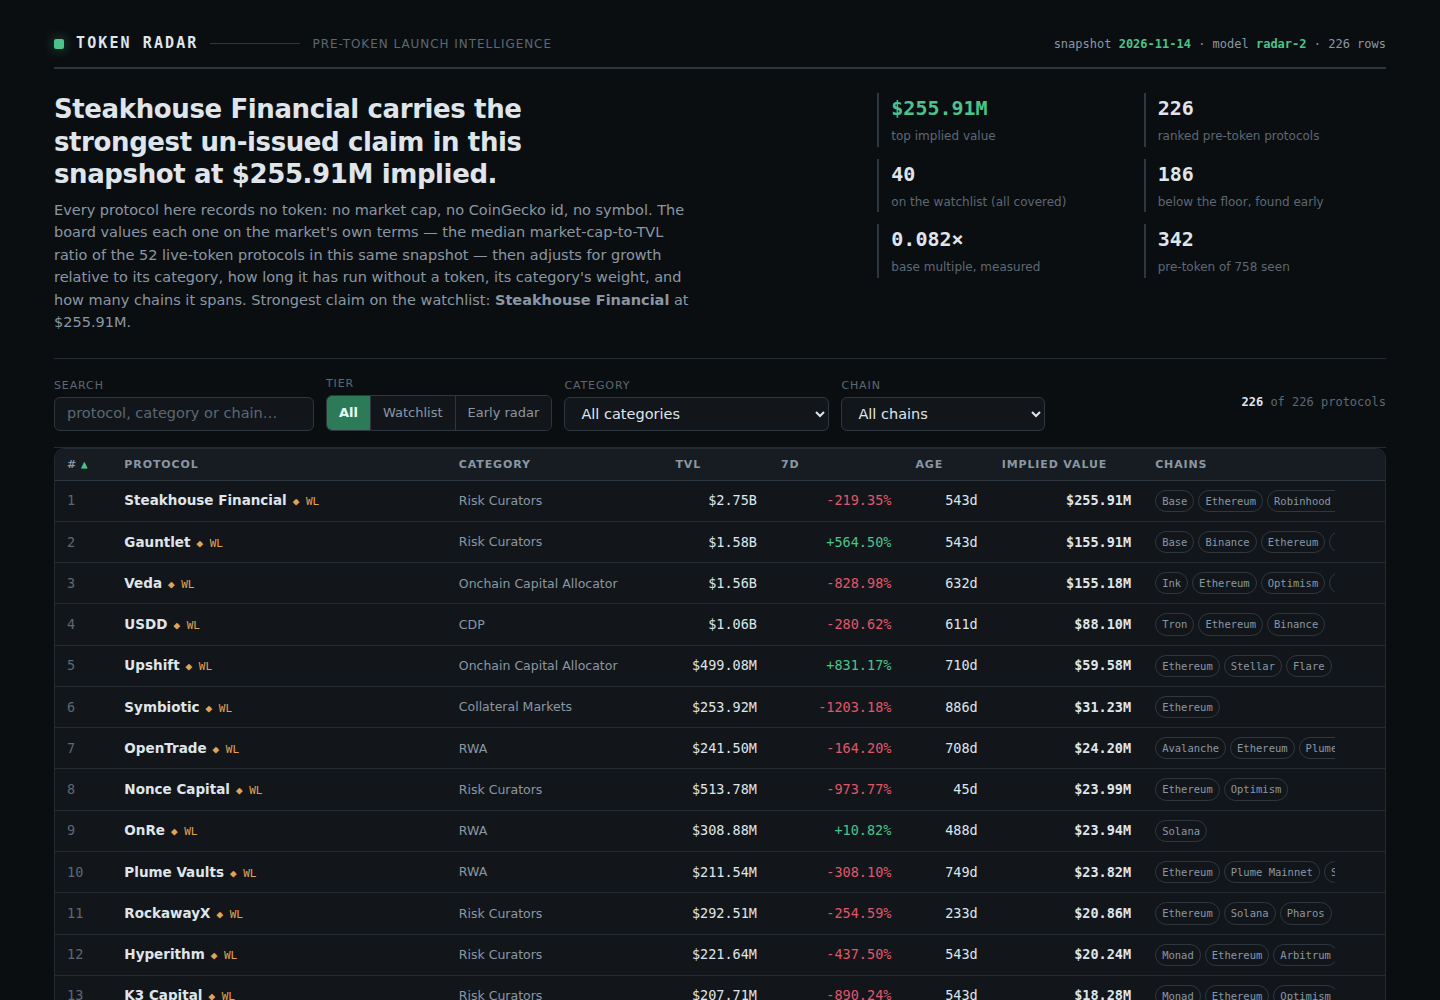 TOKEN RADAR PRE-TOKEN LAUNCH INTELLIGENCE snapshot 2026-11-14 · model radar-2 · 226 rows
Steakhouse Financial carries the
strongest un-issued claim in this
snapshot at $255.91M implied.
Every protocol here records no token: no market cap, no CoinGecko id, no symbol. The
board values each one on the market's own terms — the median market-cap-to-TVL
ratio of the 52 live-token protocols in this same snapshot — then adjusts for growth
relative to its category, how long it has run without a token, its category's weight, and
how many chains it spans. Strongest claim on the watchlist: Steakhouse Financial at
$255.91M.
$255.91M
top implied value
226
ranked pre-token protocols
40
on the watchlist (all covered)
186
below the floor, found early
0.082×
base multiple, measured
342
pre-token of 758 seen
SEARCH
protocol, category or chain…
TIER
All Watchlist Early radar
CATEGORY
All categories
CHAIN
All chains
226 of 226 protocols
# ▲ PROTOCOL CATEGORY TVL 7D AGE IMPLIED VALUE CHAINS
1 Steakhouse Financial ◆ WL Risk Curators $2.75B -219.35% 543d $255.91M Base Ethereum Robinhood
2 Gauntlet ◆ WL Risk Curators $1.58B +564.50% 543d $155.91M Base Binance Ethereum
3 Veda ◆ WL Onchain Capital Allocator $1.56B -828.98% 632d $155.18M Ink Ethereum Optimism
4 USDD ◆ WL CDP $1.06B -280.62% 611d $88.10M Tron Ethereum Binance
5 Upshift ◆ WL Onchain Capital Allocator $499.08M +831.17% 710d $59.58M Ethereum Stellar Flare
6 Symbiotic ◆ WL Collateral Markets $253.92M -1203.18% 886d $31.23M Ethereum
7 OpenTrade ◆ WL RWA $241.50M -164.20% 708d $24.20M Avalanche Ethereum Plume
8 Nonce Capital ◆ WL Risk Curators $513.78M -973.77% 45d $23.99M Ethereum Optimism
9 OnRe ◆ WL RWA $308.88M +10.82% 488d $23.94M Solana
10 Plume Vaults ◆ WL RWA $211.54M -308.10% 749d $23.82M Ethereum Plume Mainnet
11 RockawayX ◆ WL Risk Curators $292.51M -254.59% 233d $20.86M Ethereum Solana Pharos
12 Hyperithm ◆ WL Risk Curators $221.64M -437.50% 543d $20.24M Monad Ethereum Arbitrum
13 K3 Capital ◆ WL Risk Curators $207.71M -890.24% 543d $18.28M Monad Ethereum Optimism